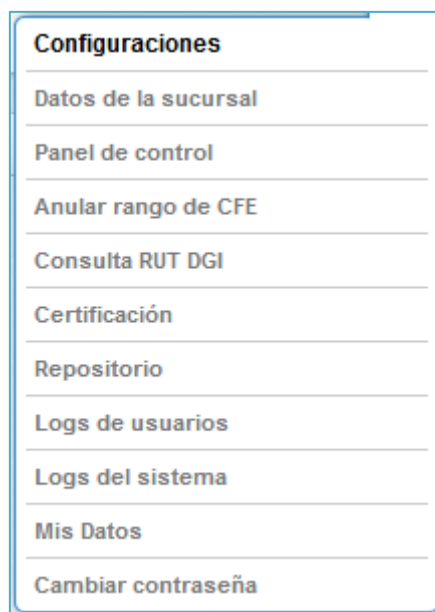 Configuraciones
Datos de la sucursal
Panel de control
Anular rango de CFE
Consulta RUT DGI
Certificación
Repositorio
Logs de usuarios
Logs del sistema
Mis Datos
Cambiar contraseña